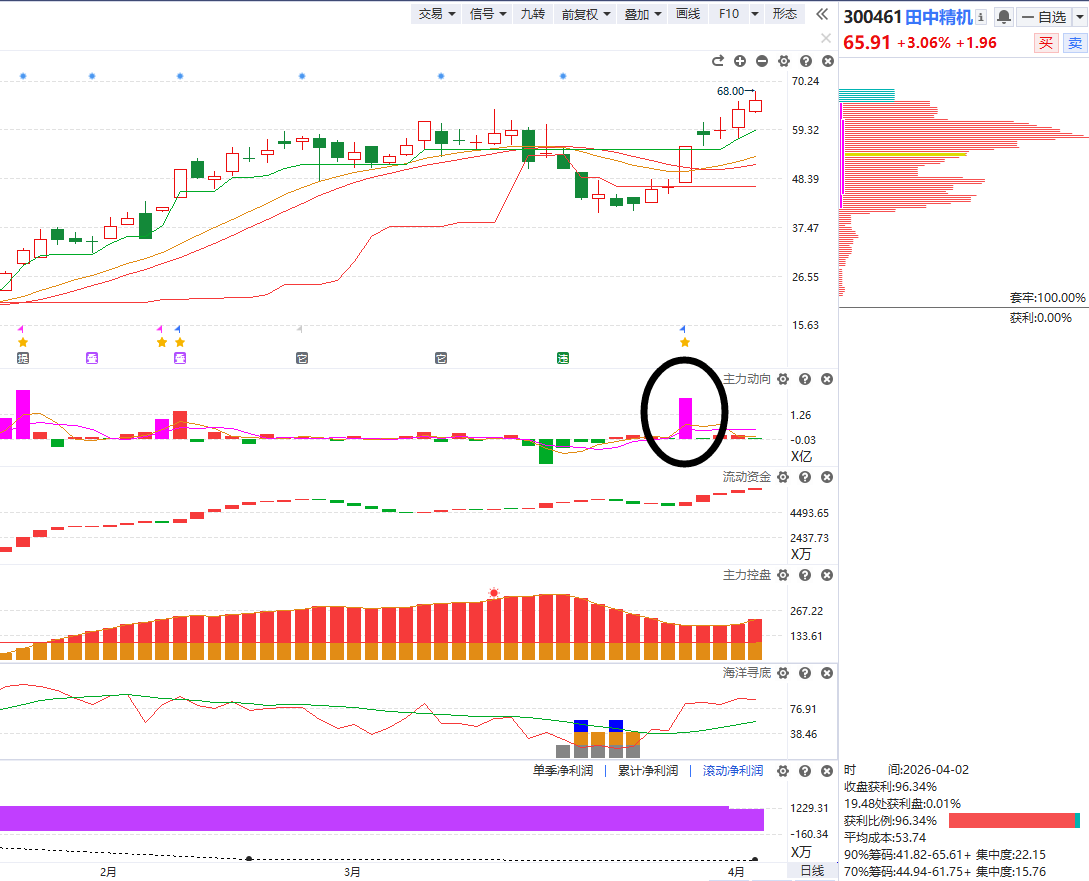 交易 信号 九转 前复权 叠加 画线 F10 形态
300461 田中精机 自选
65.91 +3.06% +1.96 买 卖
68.00
70.24
59.32
48.39
37.47
26.55
15.63
套牢:100.00%
获利:0.00%
主力动向
1.26
-0.03
X亿
流动资金
4493.65
2437.73
X万
主力控盘
267.22
133.61
海洋寻底
76.91
38.46
单季净利润 | 累计净利润 | 滚动净利润
1229.31
-160.34
X万
2月 3月 4月 日线
时 间:2026-04-02
收盘获利:96.34%
19.48处获利盘:0.01%
获利比例:96.34%
平均成本:53.74
90%筹码:41.82-65.61+ 集中度:22.15
70%筹码:44.94-61.75+ 集中度:15.76